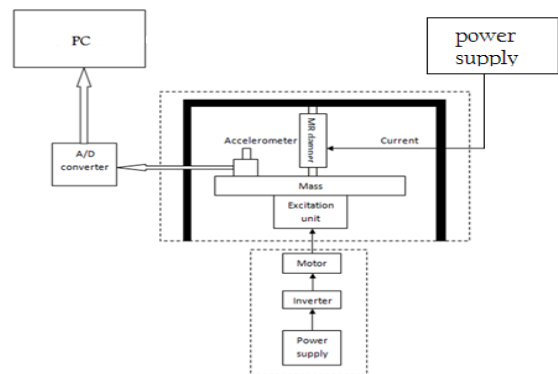 PC
power
supply
Accelerometer
MR damper
Current
A/D
converter
Mass
Excitation
unit
Motor
Inverter
Power
supply